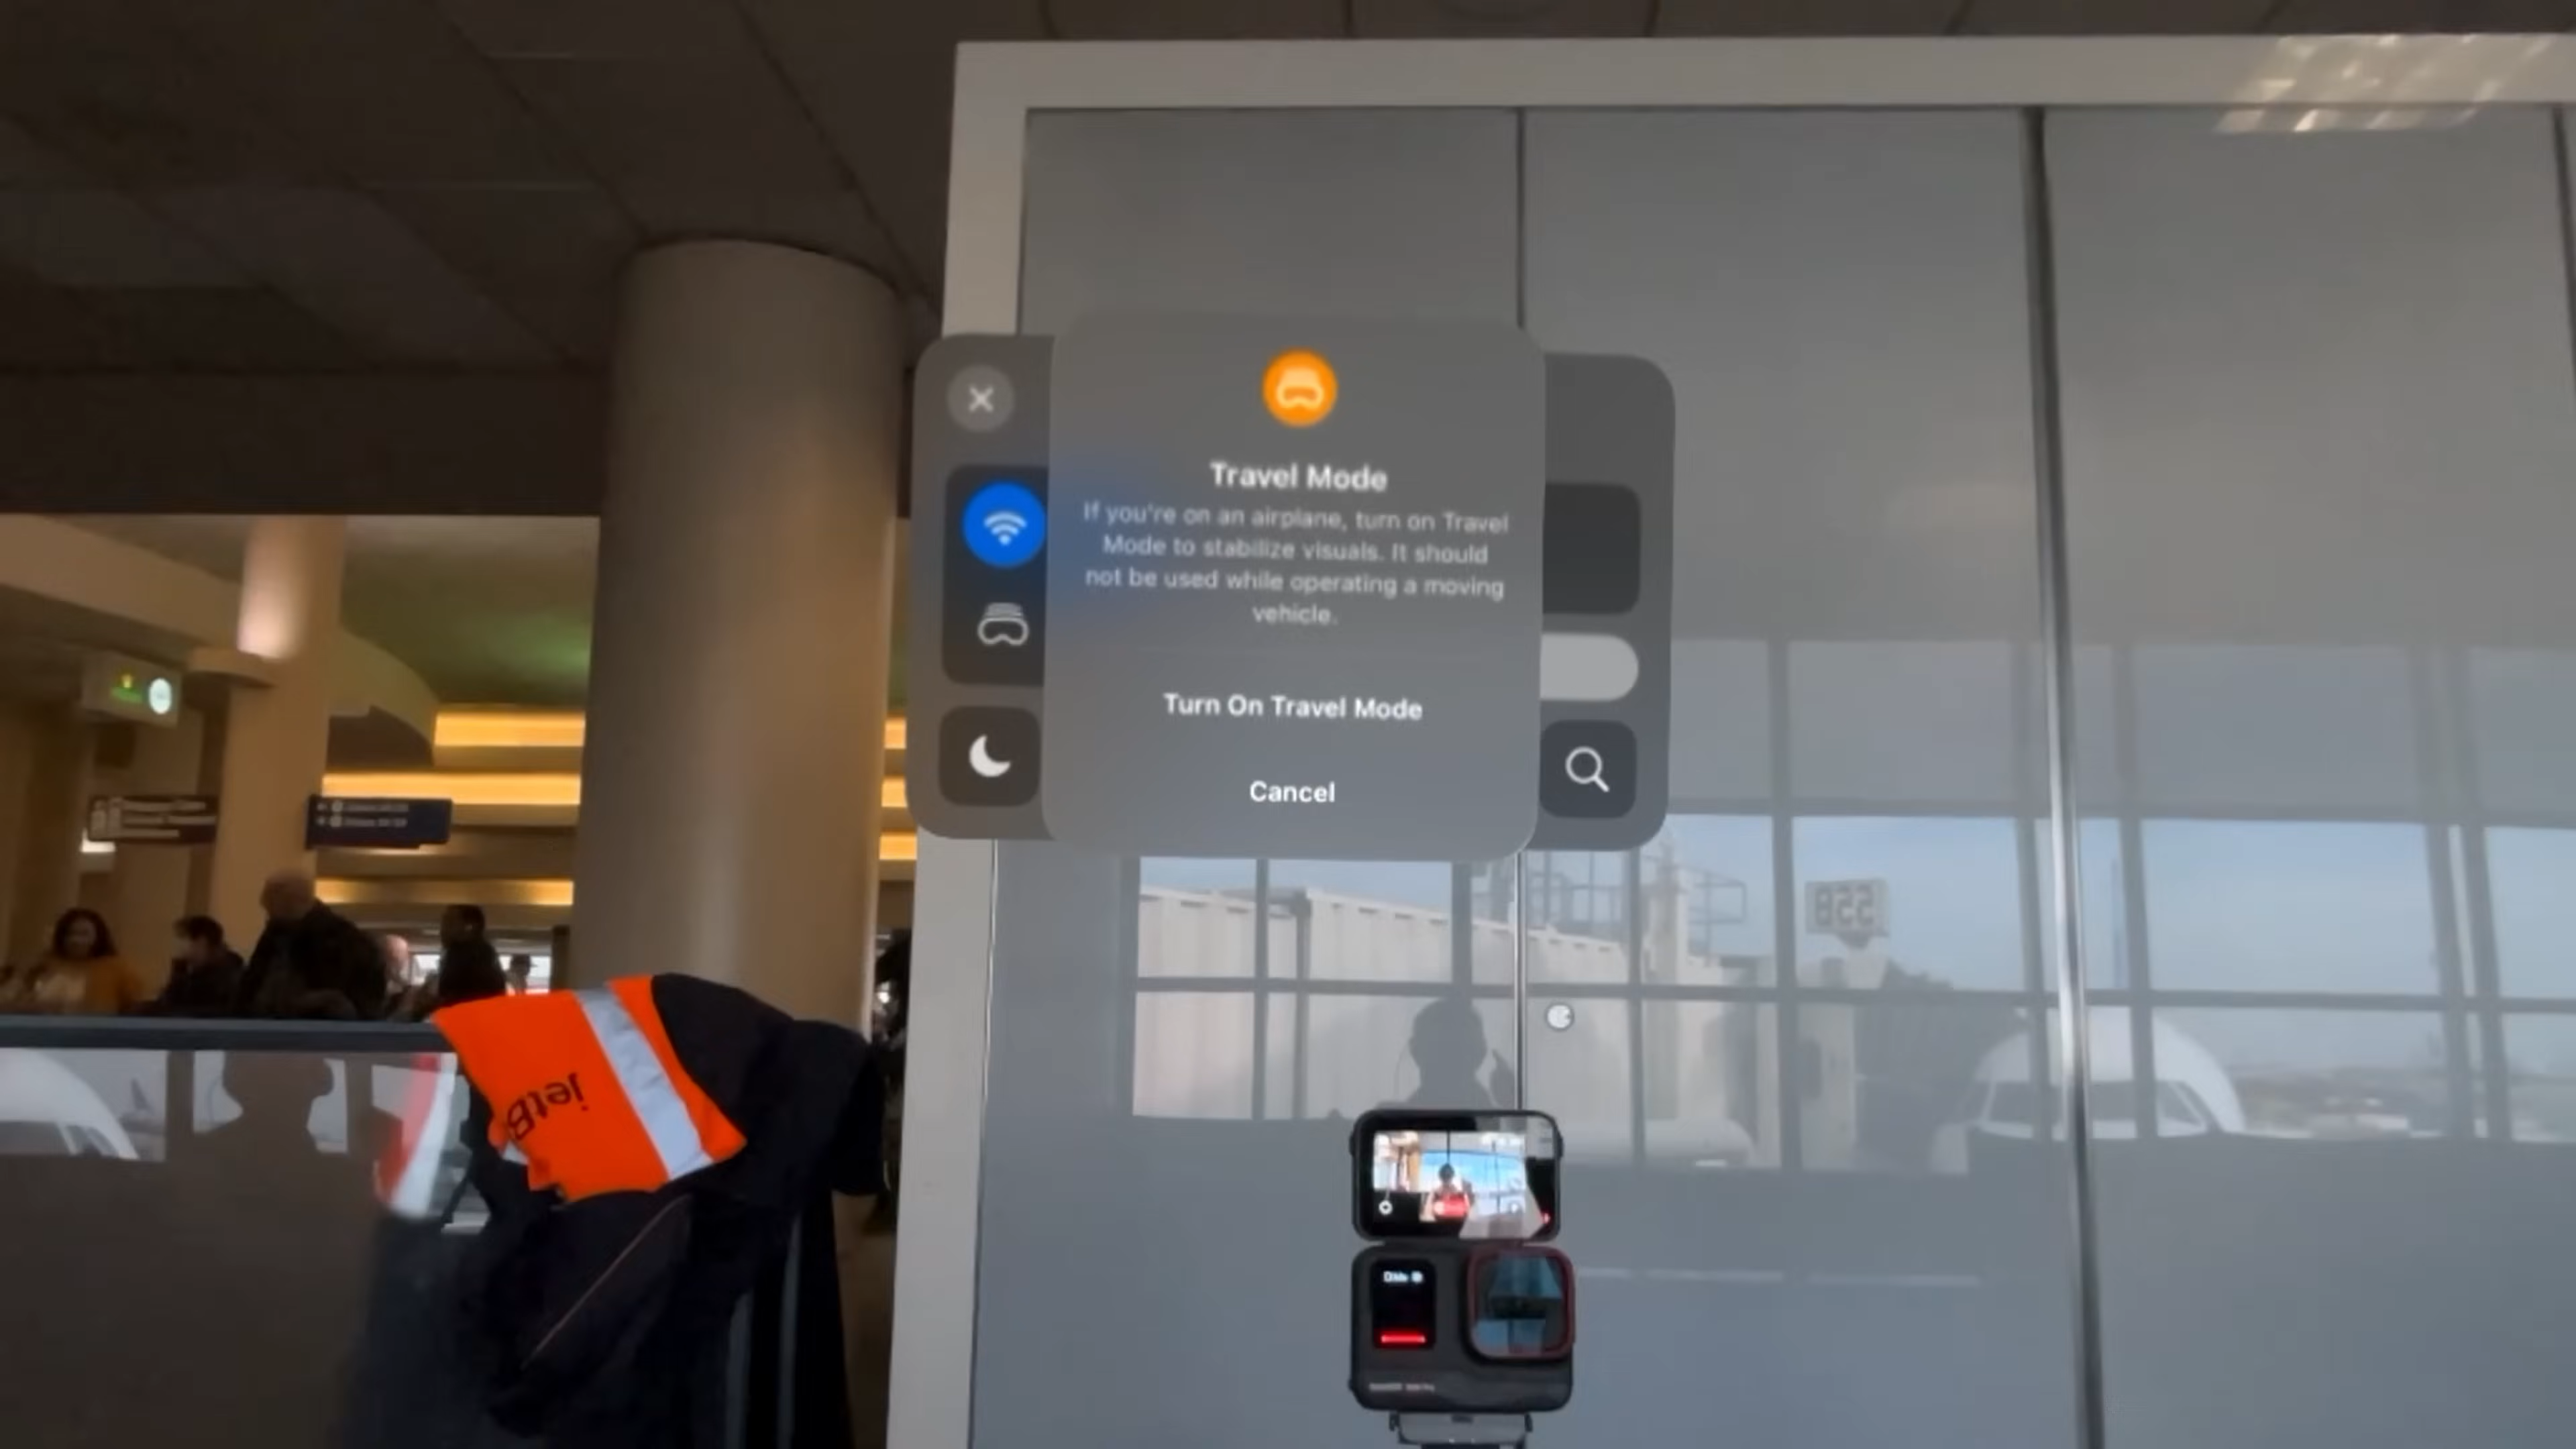 Travel Mode
If you're on an airplane, turn on Travel
Mode to stabilize visuals. It should
not be used while operating a moving
vehicle.
Turn On Travel Mode
Cancel
jetB